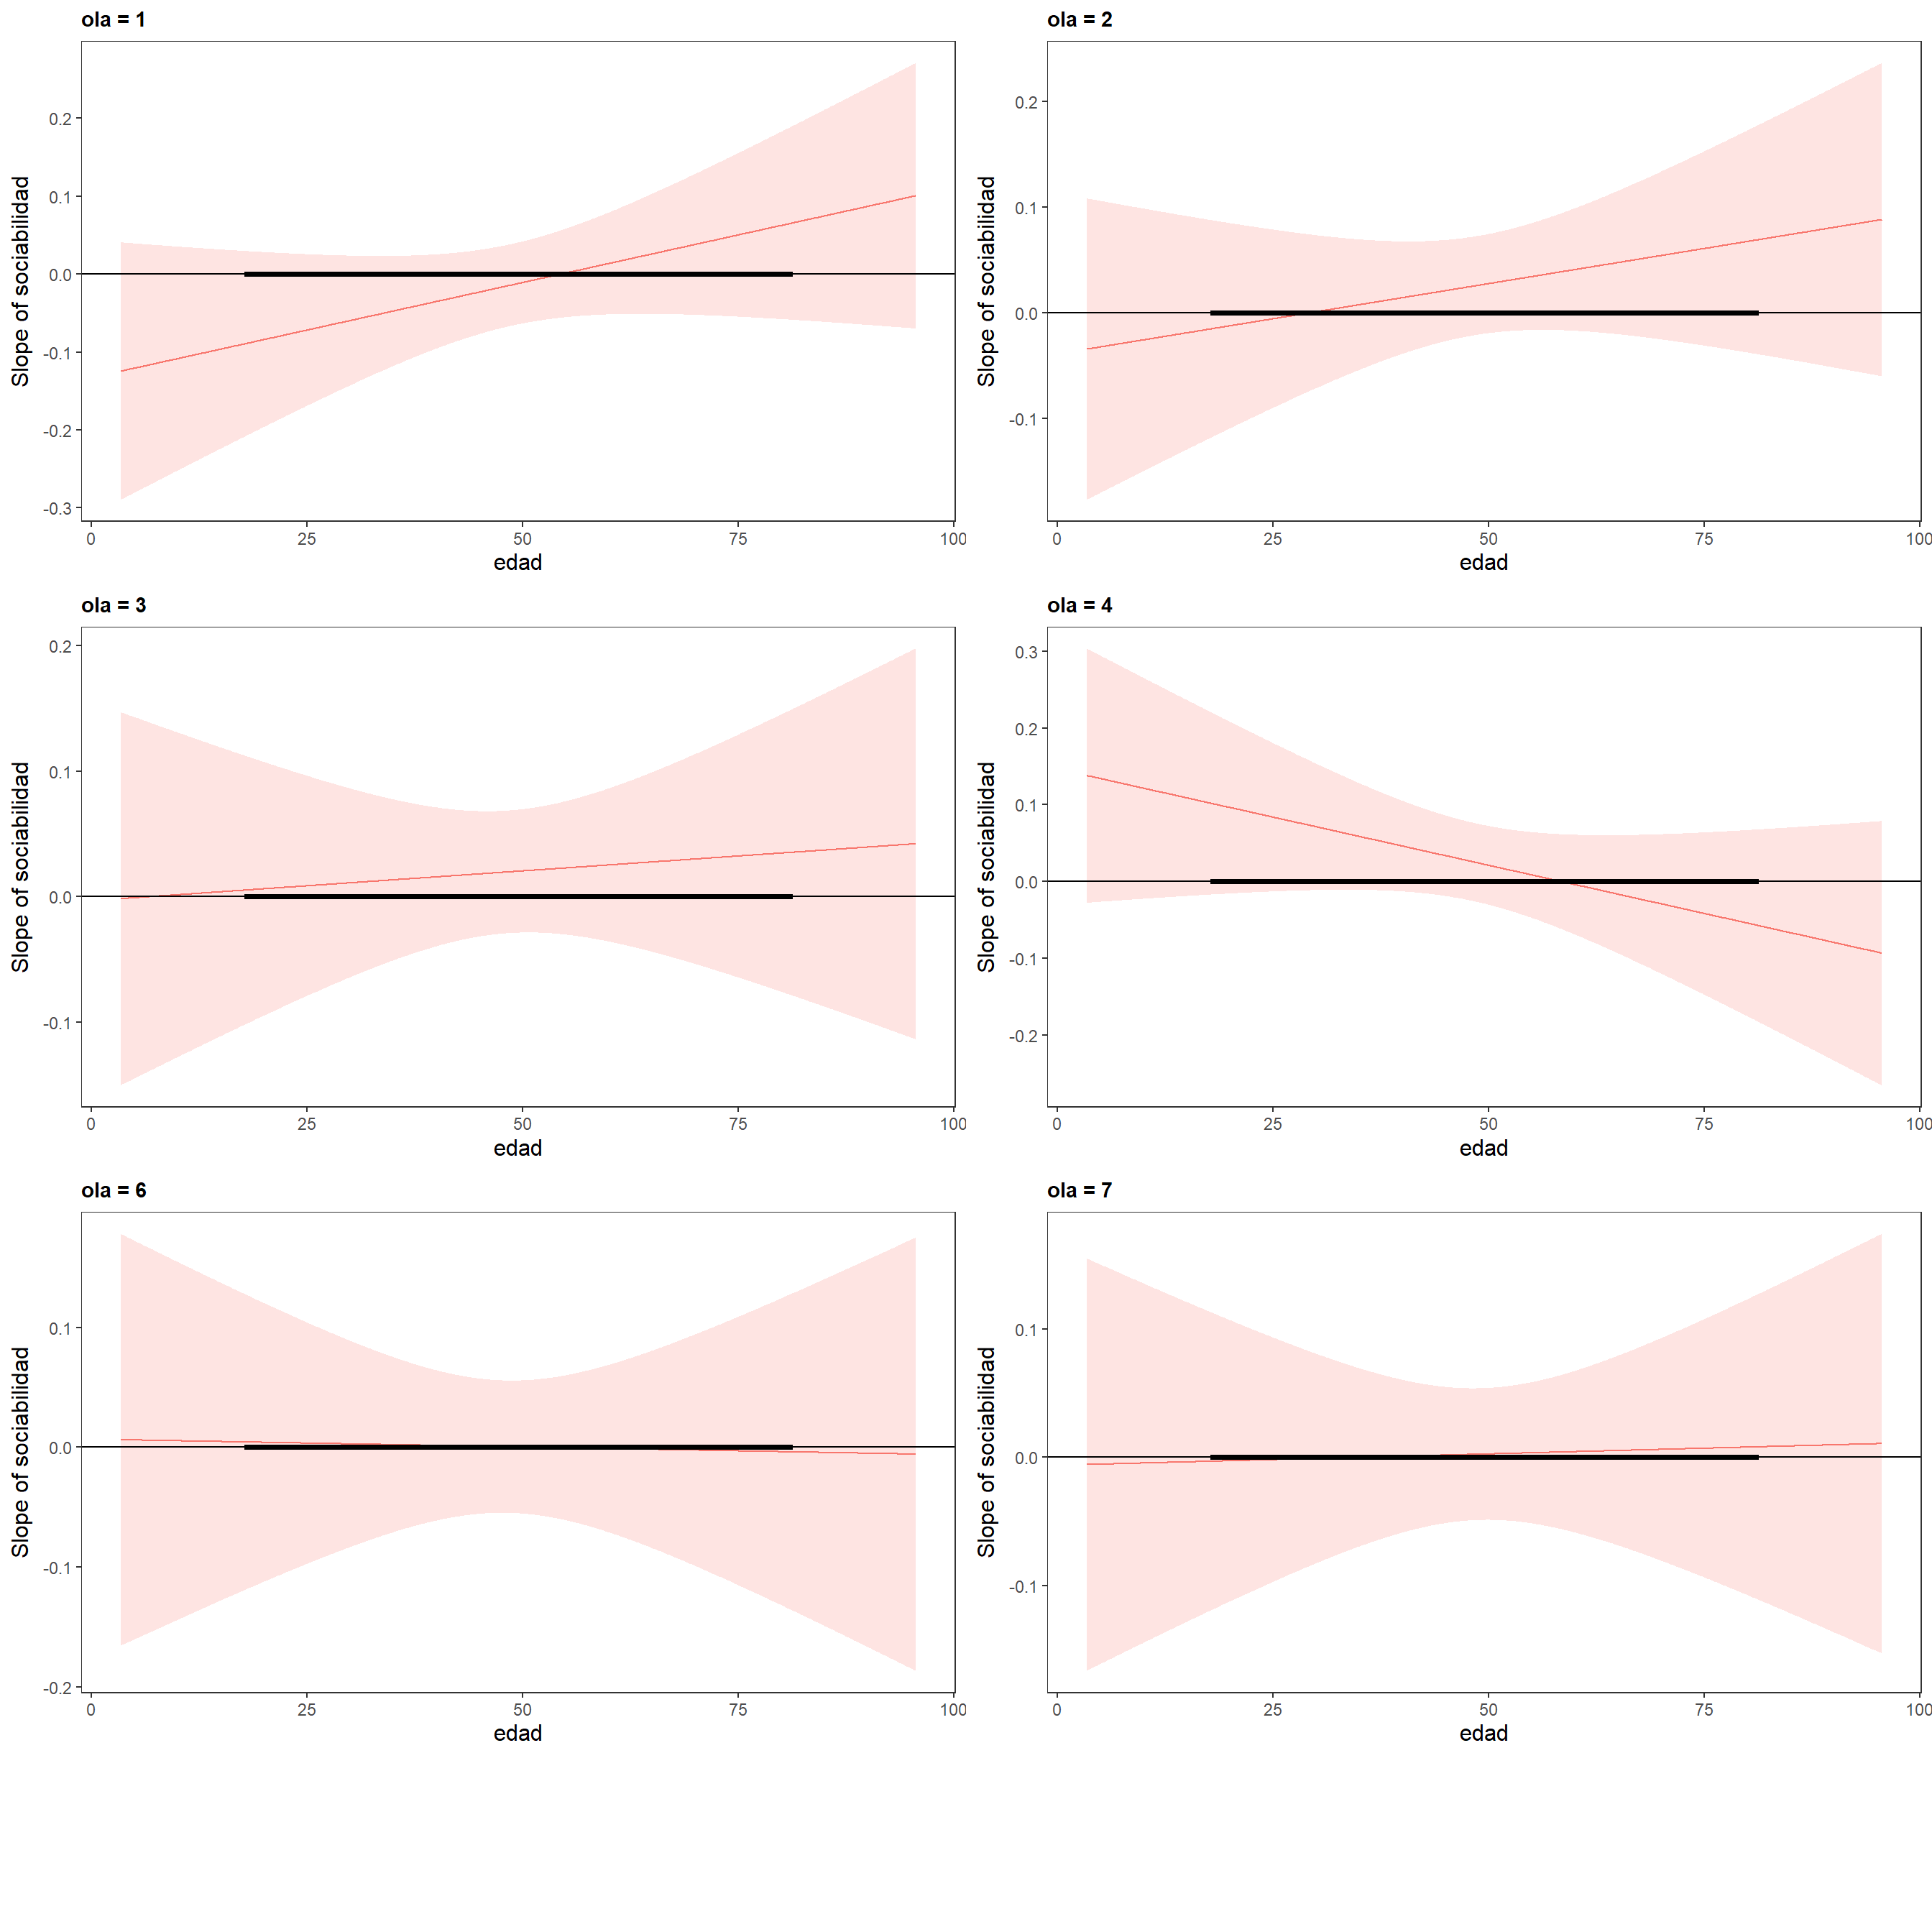 ola = 1
Slope of sociabilidad
0.2
0.1
0.0
-0.1
-0.2
-0.3
0 25 50 75 100
edad
ola = 2
Slope of sociabilidad
0.2
0.1
0.0
-0.1
0 25 50 75 100
edad
ola = 3
Slope of sociabilidad
0.2
0.1
0.0
-0.1
0 25 50 75 100
edad
ola = 4
Slope of sociabilidad
0.3
0.2
0.1
0.0
-0.1
-0.2
0 25 50 75 100
edad
ola = 6
Slope of sociabilidad
0.1
0.0
-0.1
-0.2
0 25 50 75 100
edad
ola = 7
Slope of sociabilidad
0.1
0.0
-0.1
0 25 50 75 100
edad